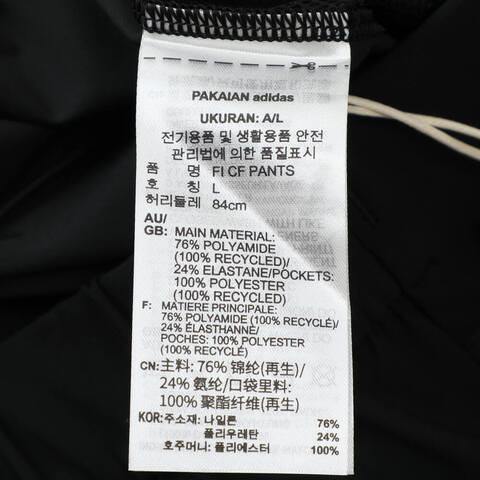 PAKAIAN adidas
UKURAN: A/L
전기용품 및 생활용품 안전
관리법에 의한 품질표시
품 명 FI CF PANTS
호 칭 L
허리둘레 84cm
AU/
GB: MAIN MATERIAL:
76% POLYAMIDE
(100% RECYCLED)/
24% ELASTANE/POCKETS:
100% POLYESTER
(100% RECYCLED)
F: MATIERE PRINCIPALE:
76% POLYAMIDE (100% RECYCLÉ)/
24% ÉLASTHANNE/
POCHES: 100% POLYESTER
(100% RECYCLÉ)
CN:主料: 76% 锦纶(再生)/
24% 氨纶/口袋里料:
100% 聚酯纤维(再生)
KOR:주소재: 나일론 76%
폴리우레탄 24%
호주머니: 폴리에스터 100%